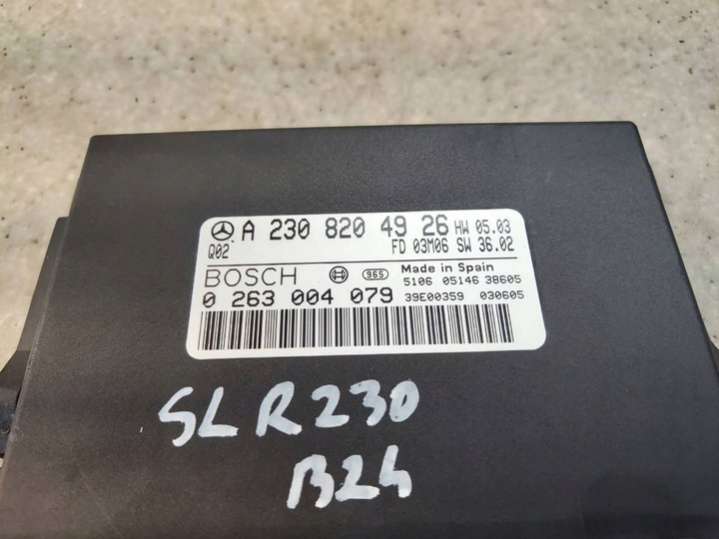 A 230 820 49 26 HW 05.03
Q02 FD 03M06 SW 36.02
BOSCH 965 Made in Spain
5106 05146 38605
0 263 004 079 39E00359 030605
SL R230
B24